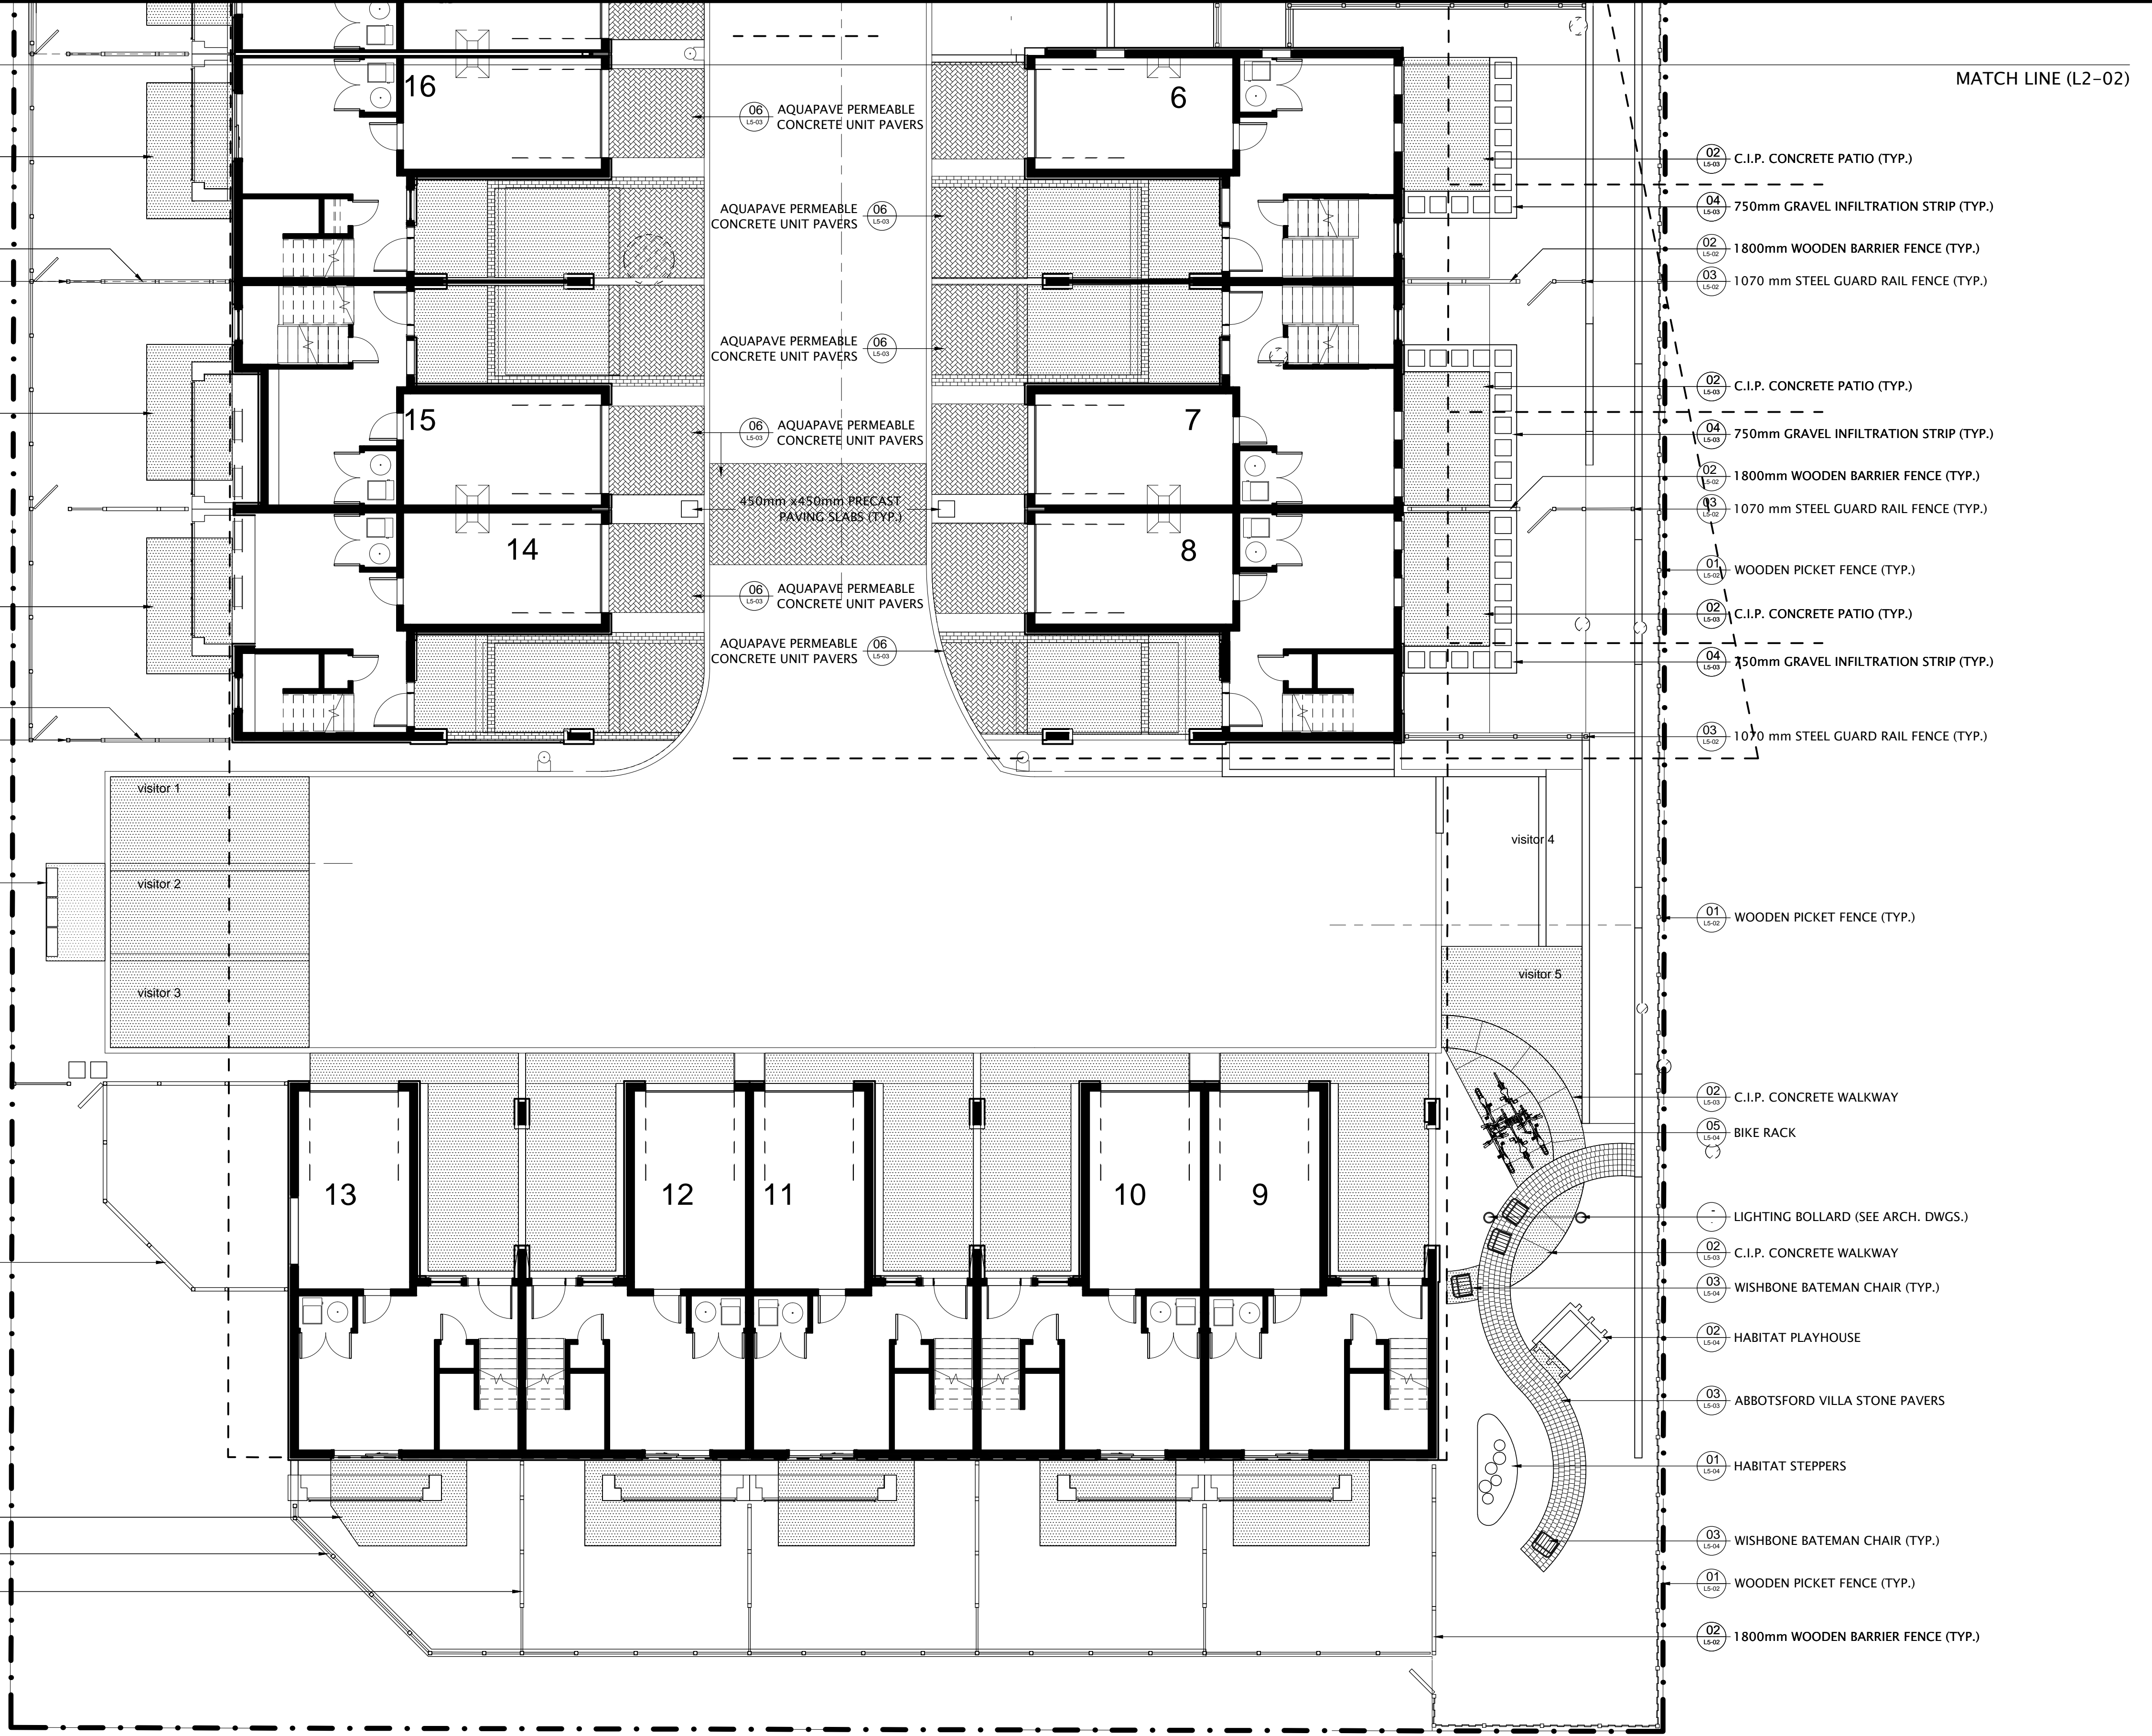 MATCH LINE (L2-02)
16
6
06
L5-03
AQUAPAVE PERMEABLE
CONCRETE UNIT PAVERS
02
L5-03
C.I.P. CONCRETE PATIO (TYP.)
AQUAPAVE PERMEABLE
CONCRETE UNIT PAVERS
06
L5-03
04
L5-03
750mm GRAVEL INFILTRATION STRIP (TYP.)
02
L5-02
1800mm WOODEN BARRIER FENCE (TYP.)
03
L5-02
1070 mm STEEL GUARD RAIL FENCE (TYP.)
AQUAPAVE PERMEABLE
CONCRETE UNIT PAVERS
06
L5-03
02
L5-03
C.I.P. CONCRETE PATIO (TYP.)
15
7
06
L5-03
AQUAPAVE PERMEABLE
CONCRETE UNIT PAVERS
04
L5-03
750mm GRAVEL INFILTRATION STRIP (TYP.)
02
L5-02
1800mm WOODEN BARRIER FENCE (TYP.)
450mm x450mm PRECAST
PAVING SLABS (TYP.)
03
L5-02
1070 mm STEEL GUARD RAIL FENCE (TYP.)
14
8
01
L5-02
WOODEN PICKET FENCE (TYP.)
06
L5-03
AQUAPAVE PERMEABLE
CONCRETE UNIT PAVERS
02
L5-03
C.I.P. CONCRETE PATIO (TYP.)
AQUAPAVE PERMEABLE
CONCRETE UNIT PAVERS
06
L5-03
04
L5-03
750mm GRAVEL INFILTRATION STRIP (TYP.)
03
L5-02
1070 mm STEEL GUARD RAIL FENCE (TYP.)
visitor 1
visitor 4
visitor 2
01
L5-02
WOODEN PICKET FENCE (TYP.)
visitor 5
visitor 3
02
L5-03
C.I.P. CONCRETE WALKWAY
05
L5-04
BIKE RACK
13
12
11
10
9
-
-
LIGHTING BOLLARD (SEE ARCH. DWGS.)
02
L5-03
C.I.P. CONCRETE WALKWAY
03
L5-04
WISHBONE BATEMAN CHAIR (TYP.)
02
L5-04
HABITAT PLAYHOUSE
03
L5-03
ABBOTSFORD VILLA STONE PAVERS
01
L5-04
HABITAT STEPPERS
03
L5-04
WISHBONE BATEMAN CHAIR (TYP.)
01
L5-02
WOODEN PICKET FENCE (TYP.)
02
L5-02
1800mm WOODEN BARRIER FENCE (TYP.)